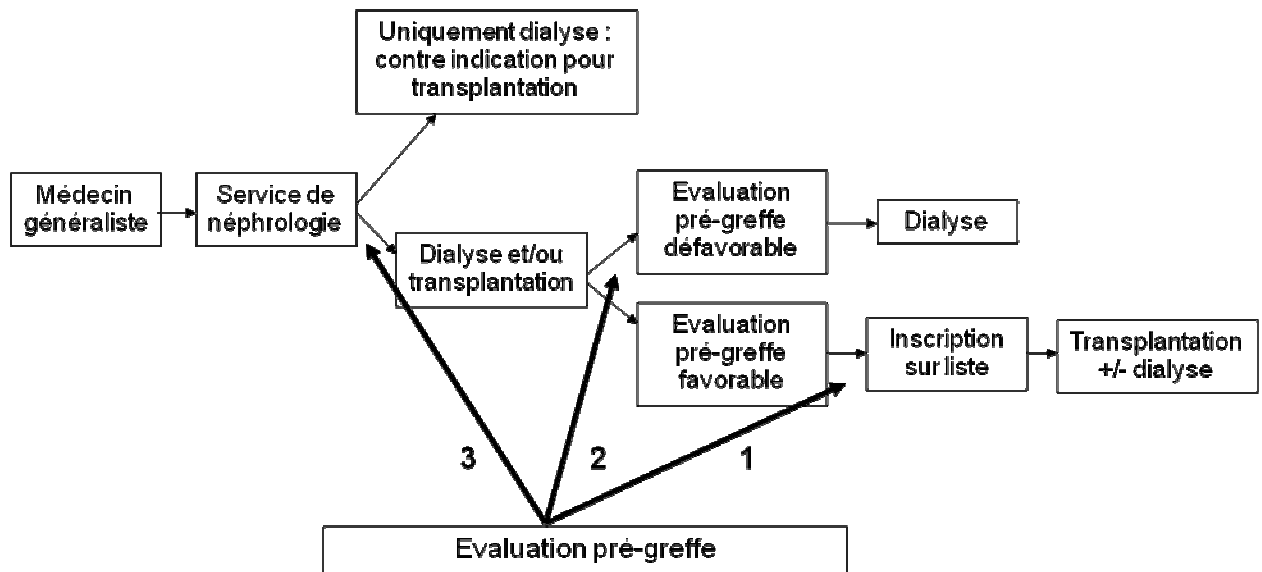 Uniquement dialyse :
contre indication pour
transplantation
Médecin
généraliste
Service de
néphrologie
Dialyse et/ou
transplantation
Evaluation
pré-greffe
défavorable
Dialyse
Evaluation
pré-greffe
favorable
Inscription
sur liste
Transplantation
+/- dialyse
3
2
1
Evaluation pré-greffe